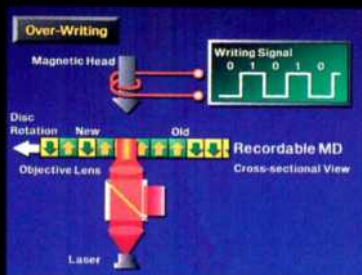 Over-Writing
Magnetic Head
Writing Signal
0 1 0 1 0
Disc
Rotation
New
Old
Recordable MD
Objective Lens
Cross-sectional View
Laser